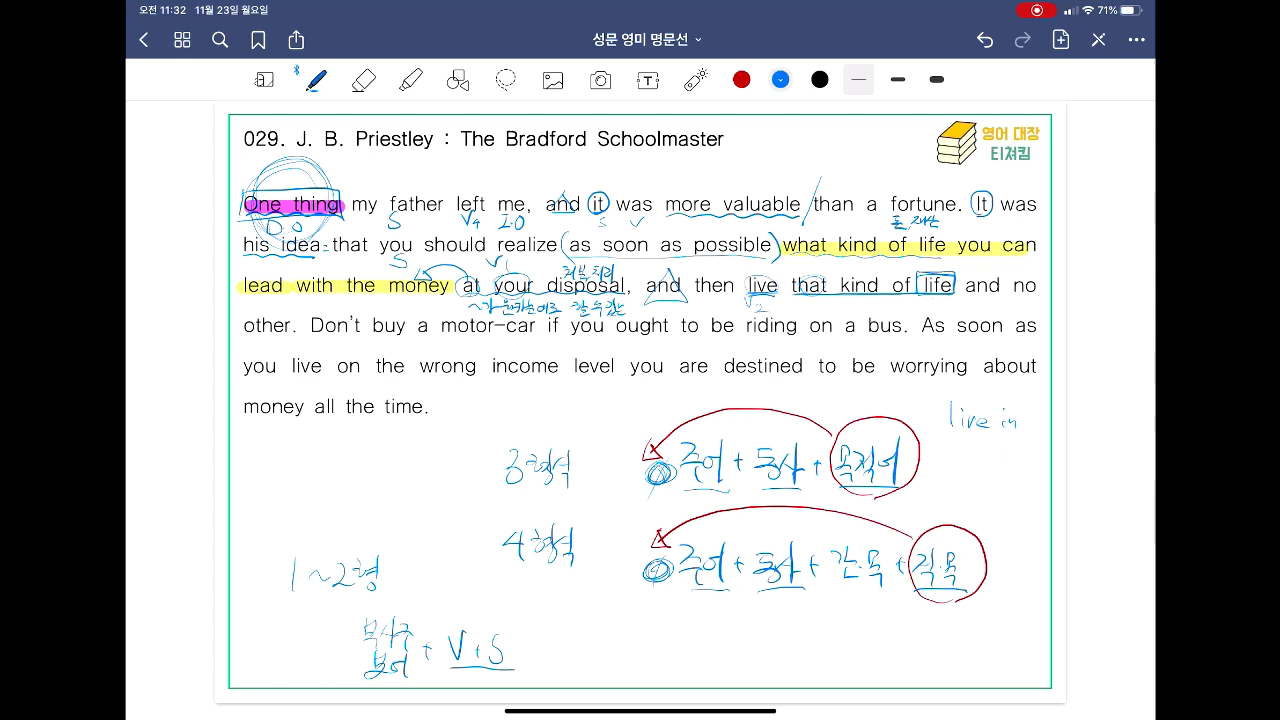 오전 11:32 11월 23일 월요일
71%
성문 영미 명문선
029. J. B. Priestley : The Bradford Schoolmaster
영어 대장
티쳐킴
One thing my father left me, and it was more valuable than a fortune. It was
D.O S V4 I.O S V 돈, 재산
his idea that you should realize (as soon as possible) what kind of life you can
S V1
lead with the money at your disposal, and then live that kind of life and no
V2
other. Don't buy a motor-car if you ought to be riding on a bus. As soon as
you live on the wrong income level you are destined to be worrying about
money all the time.
live in
3형식 주어 + 동사 + 목적어
4형식 주어 + 동사 + 간.목 + 직.목
1~2형
부사구
보어 + V+S